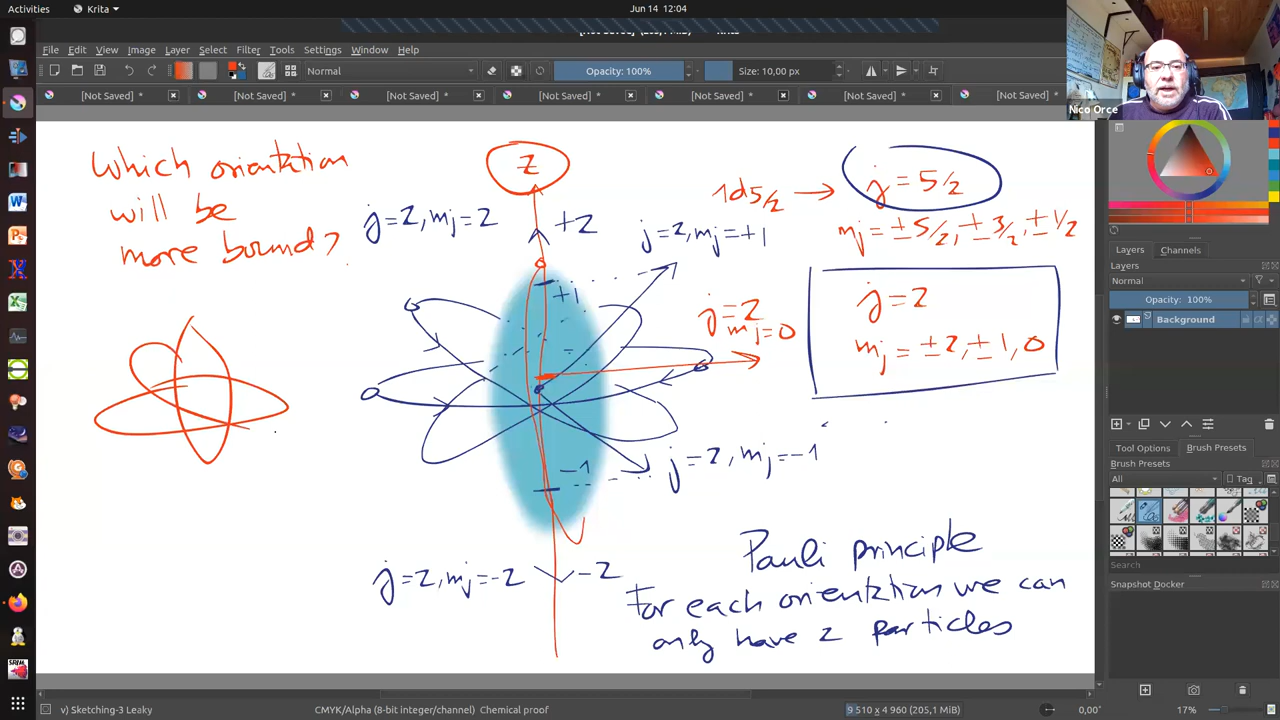 Activities
Krita
Jun 14 12:04
File Edit View Image Layer Select Filter Tools Settings Window Help
Normal
Opacity: 100%
Size: 10,00 px
[Not Saved] *
[Not Saved] *
[Not Saved] *
[Not Saved] *
[Not Saved] *
[Not Saved] *
[Not Saved]
Nico Orce
Which orientation
will be
more bound?
z
j=2, mj=2
+2
j=2, mj=+1
+1
j=2
mj=0
-1
j=2, mj=-1
j=2, mj=-2
-2
1d5/2 → j=5/2
mj=±5/2, ±3/2, ±1/2
j=2
mj=±2, ±1, 0
Pauli principle
For each orientation we can
only have 2 particles
Layers Channels
Layers
Normal
Opacity: 100%
Background
Tool Options Brush Presets
Brush Presets
All
Tag
Search
Snapshot Docker
v) Sketching-3 Leaky
CMYK/Alpha (8-bit integer/channel) Chemical proof
9 510 x 4 960 (205,1 MiB)
0,00°
17%